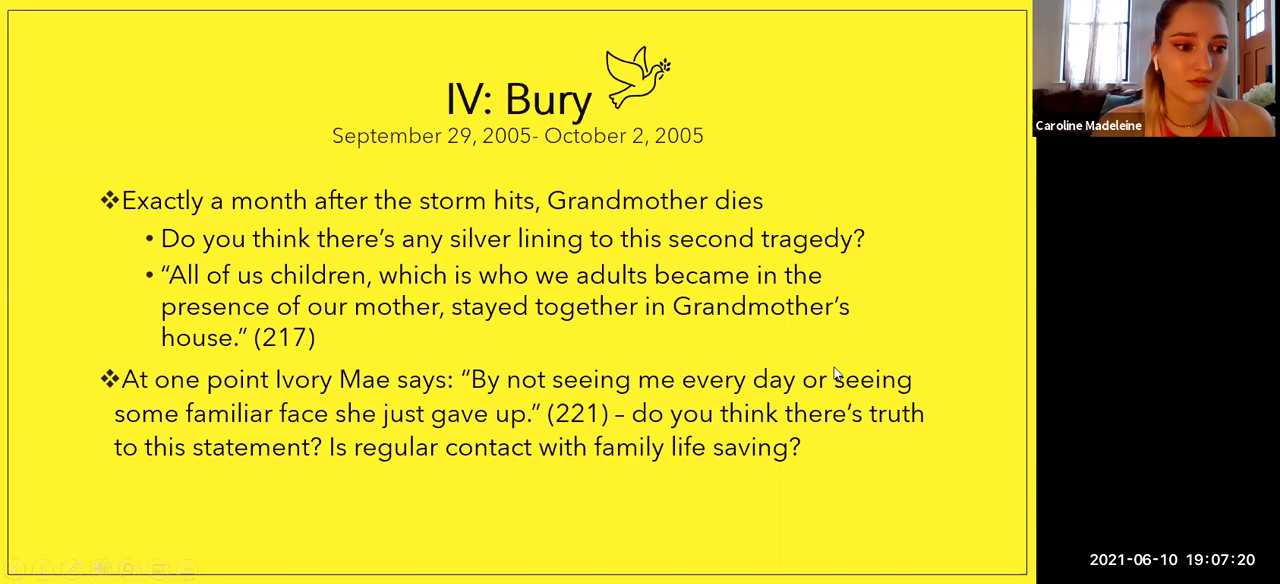 IV: Bury
September 29, 2005- October 2, 2005
❖Exactly a month after the storm hits, Grandmother dies
• Do you think there’s any silver lining to this second tragedy?
• “All of us children, which is who we adults became in the
presence of our mother, stayed together in Grandmother’s
house.” (217)
❖At one point Ivory Mae says: “By not seeing me every day or seeing
some familiar face she just gave up.” (221) – do you think there’s truth
to this statement? Is regular contact with family life saving?
Caroline Madeleine
2021-06-10 19:07:20